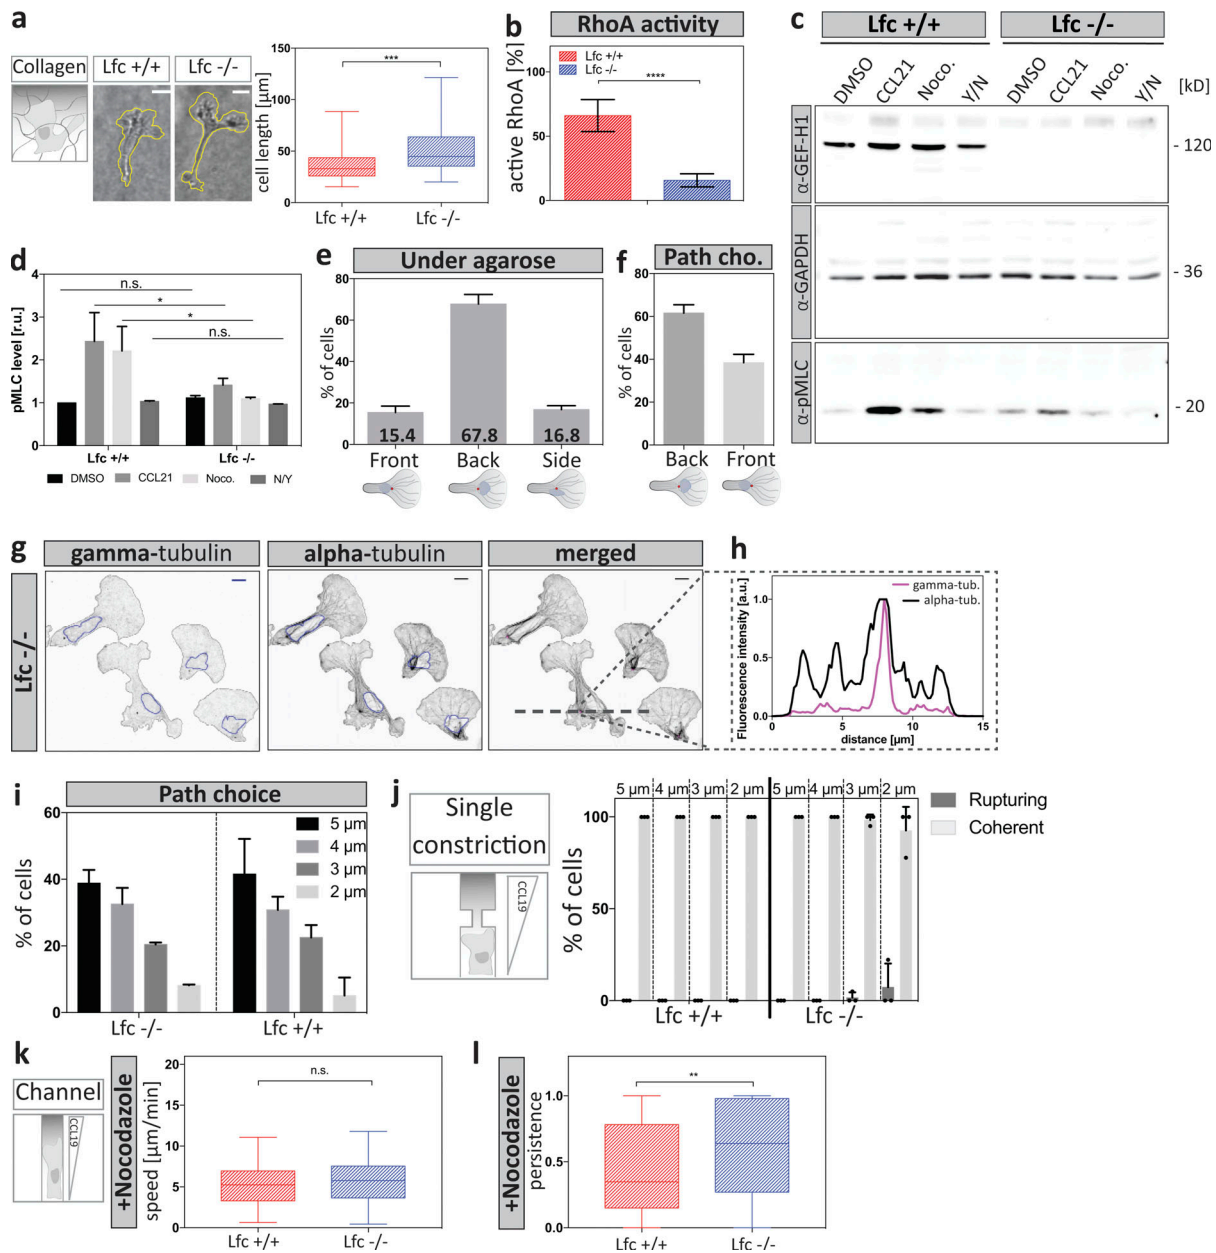 a
Collagen
Lfc +/+
Lfc -/-
cell length [µm]
150
100
50
0
***
Lfc +/+
Lfc -/-
b
RhoA activity
Lfc +/+
Lfc -/-
active RhoA [%]
100
50
0
****
c
Lfc +/+
Lfc -/-
DMSO
CCL21
Noco.
Y/N
DMSO
CCL21
Noco.
Y/N
[kD]
α-GEF-H1
- 120
α-GAPDH
- 36
α-pMLC
- 20
d
pMLC level [r.u.]
4
3
2
1
0
n.s.
*
*
n.s.
Lfc +/+
Lfc -/-
DMSO
CCL21
Noco.
N/Y
e
Under agarose
% of cells
80
60
40
20
0
15.4
67.8
16.8
Front
Back
Side
f
Path cho.
% of cells
80
60
40
20
0
Back
Front
g
gamma-tubulin
alpha-tubulin
merged
Lfc -/-
h
Fluorescence intensity [a.u.]
1.0
0.5
0.0
gamma-tub.
alpha-tub.
0
5
10
15
distance [µm]
i
Path choice
% of cells
60
40
20
0
5 µm
4 µm
3 µm
2 µm
Lfc -/-
Lfc +/+
j
Single
constriction
CCL19
% of cells
100
50
0
5 µm
4 µm
3 µm
2 µm
5 µm
4 µm
3 µm
2 µm
Rupturing
Coherent
Lfc +/+
Lfc -/-
k
Channel
CCL19
+Nocodazole
speed [µm/min]
20
15
10
5
0
n.s.
Lfc +/+
Lfc -/-
l
+Nocodazole
persistence
1.0
0.5
0.0
**
Lfc +/+
Lfc -/-